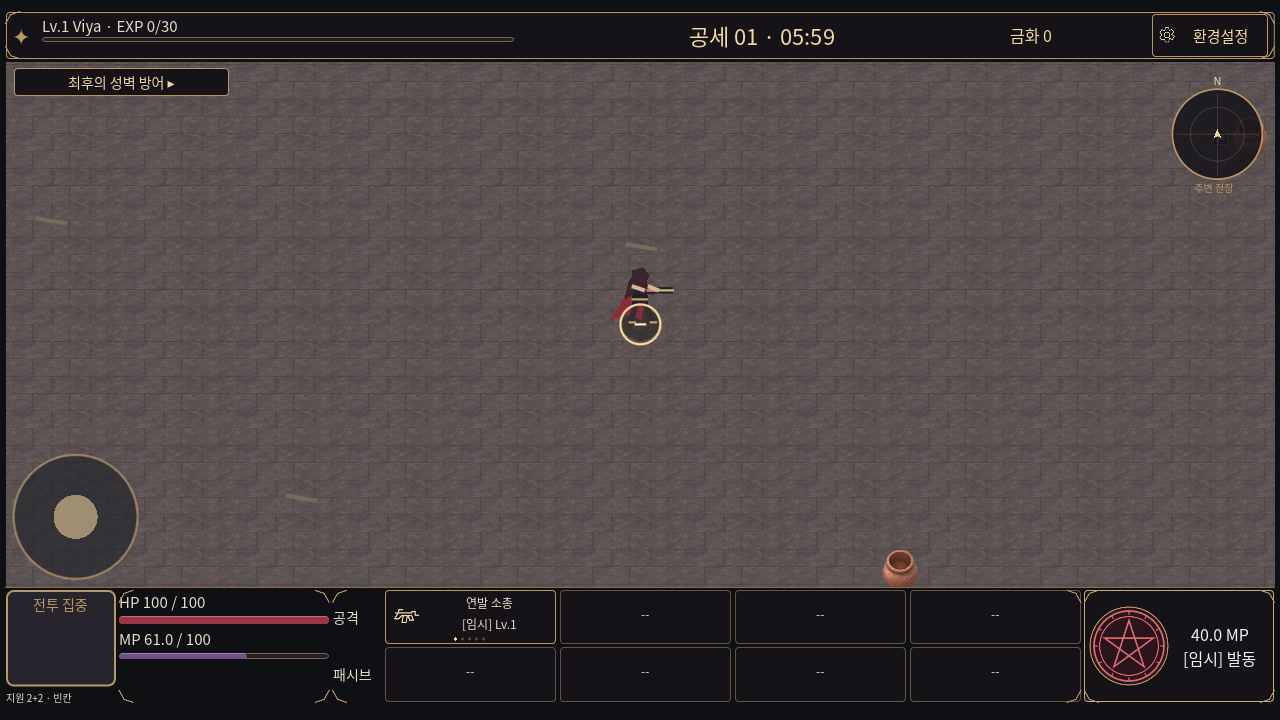 Lv.1 Viya · EXP 0/30
공세 01 · 05:59
금화 0
환경설정
최후의 성벽 방어 ▸
N
주변 전장
전투 집중
HP 100 / 100
MP 61.0 / 100
지원 2+2 · 빈칸
공격
패시브
연발 소총
[임시] Lv.1
--
--
--
--
--
--
--
40.0 MP
[임시] 발동